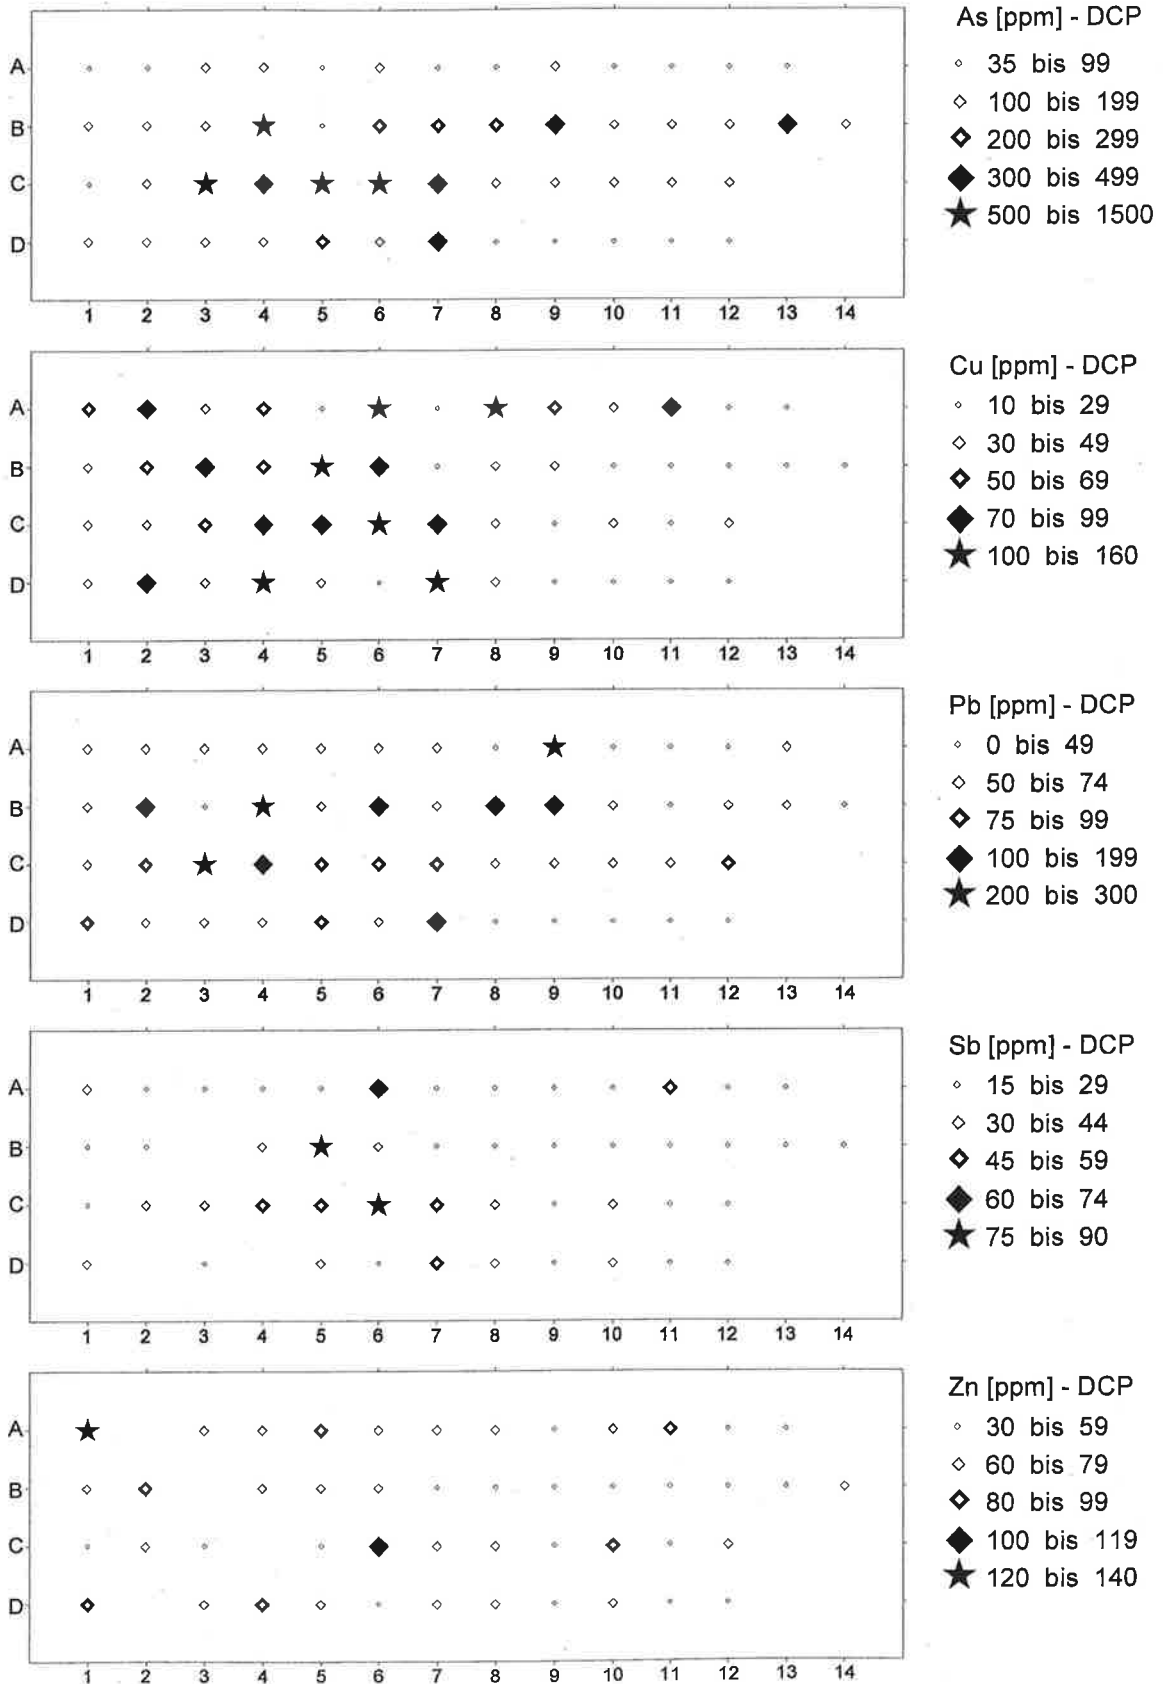 As [ppm] - DCP
35 bis 99
100 bis 199
200 bis 299
300 bis 499
500 bis 1500
A
B
C
D
1 2 3 4 5 6 7 8 9 10 11 12 13 14
Cu [ppm] - DCP
10 bis 29
30 bis 49
50 bis 69
70 bis 99
100 bis 160
A
B
C
D
1 2 3 4 5 6 7 8 9 10 11 12 13 14
Pb [ppm] - DCP
0 bis 49
50 bis 74
75 bis 99
100 bis 199
200 bis 300
A
B
C
D
1 2 3 4 5 6 7 8 9 10 11 12 13 14
Sb [ppm] - DCP
15 bis 29
30 bis 44
45 bis 59
60 bis 74
75 bis 90
A
B
C
D
1 2 3 4 5 6 7 8 9 10 11 12 13 14
Zn [ppm] - DCP
30 bis 59
60 bis 79
80 bis 99
100 bis 119
120 bis 140
A
B
C
D
1 2 3 4 5 6 7 8 9 10 11 12 13 14